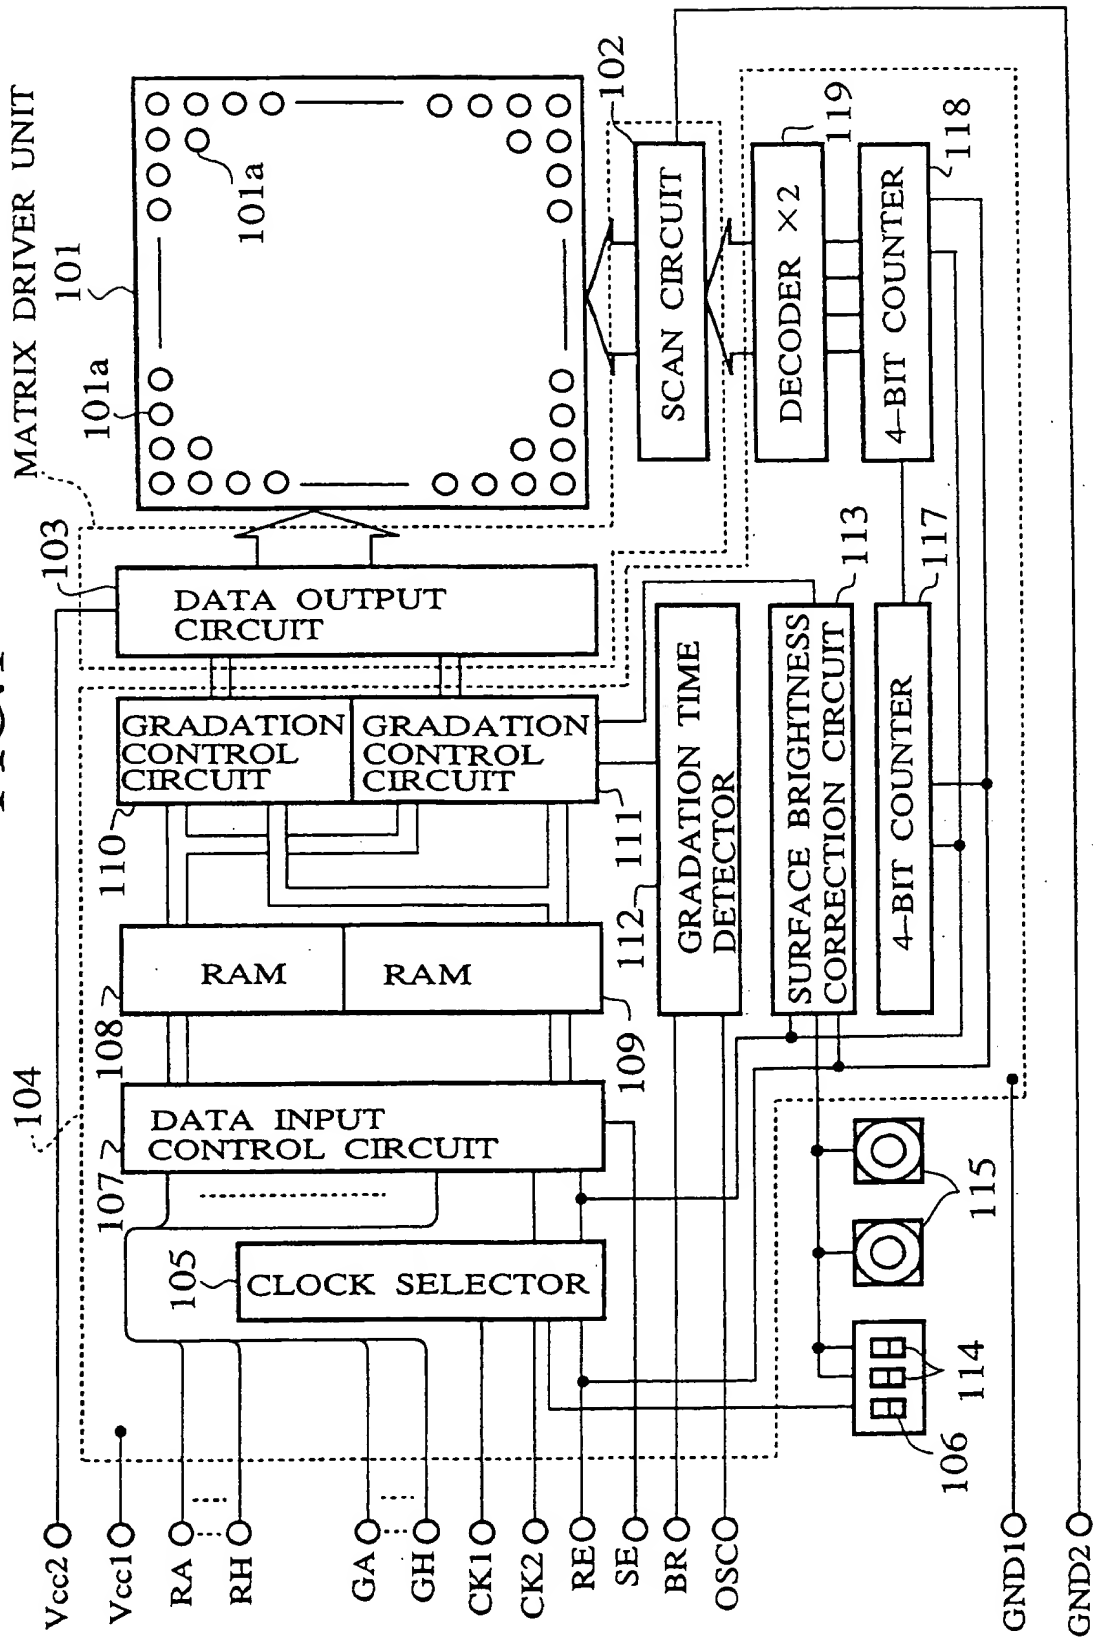 FIG.1
MATRIX DRIVER UNIT
101
101a
101a
102
103
104
DATA OUTPUT
CIRCUIT
SCAN CIRCUIT
DECODER ×2
119
4-BIT COUNTER
118
GRADATION
CONTROL
CIRCUIT
110
GRADATION
CONTROL
CIRCUIT
111
GRADATION TIME
DETECTOR
112
SURFACE BRIGHTNESS
CORRECTION CIRCUIT
113
4-BIT COUNTER
117
RAM
108
RAM
109
DATA INPUT
CONTROL CIRCUIT
107
CLOCK SELECTOR
105
115
114
106
Vcc2
Vcc1
RA
RH
GA
GH
CK1
CK2
RE
SE
BR
OSC
GND1
GND2